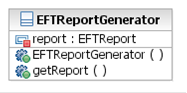 EFTReportGenerator
report : EFTReport
EFTReportGenerator ( )
getReport ( )